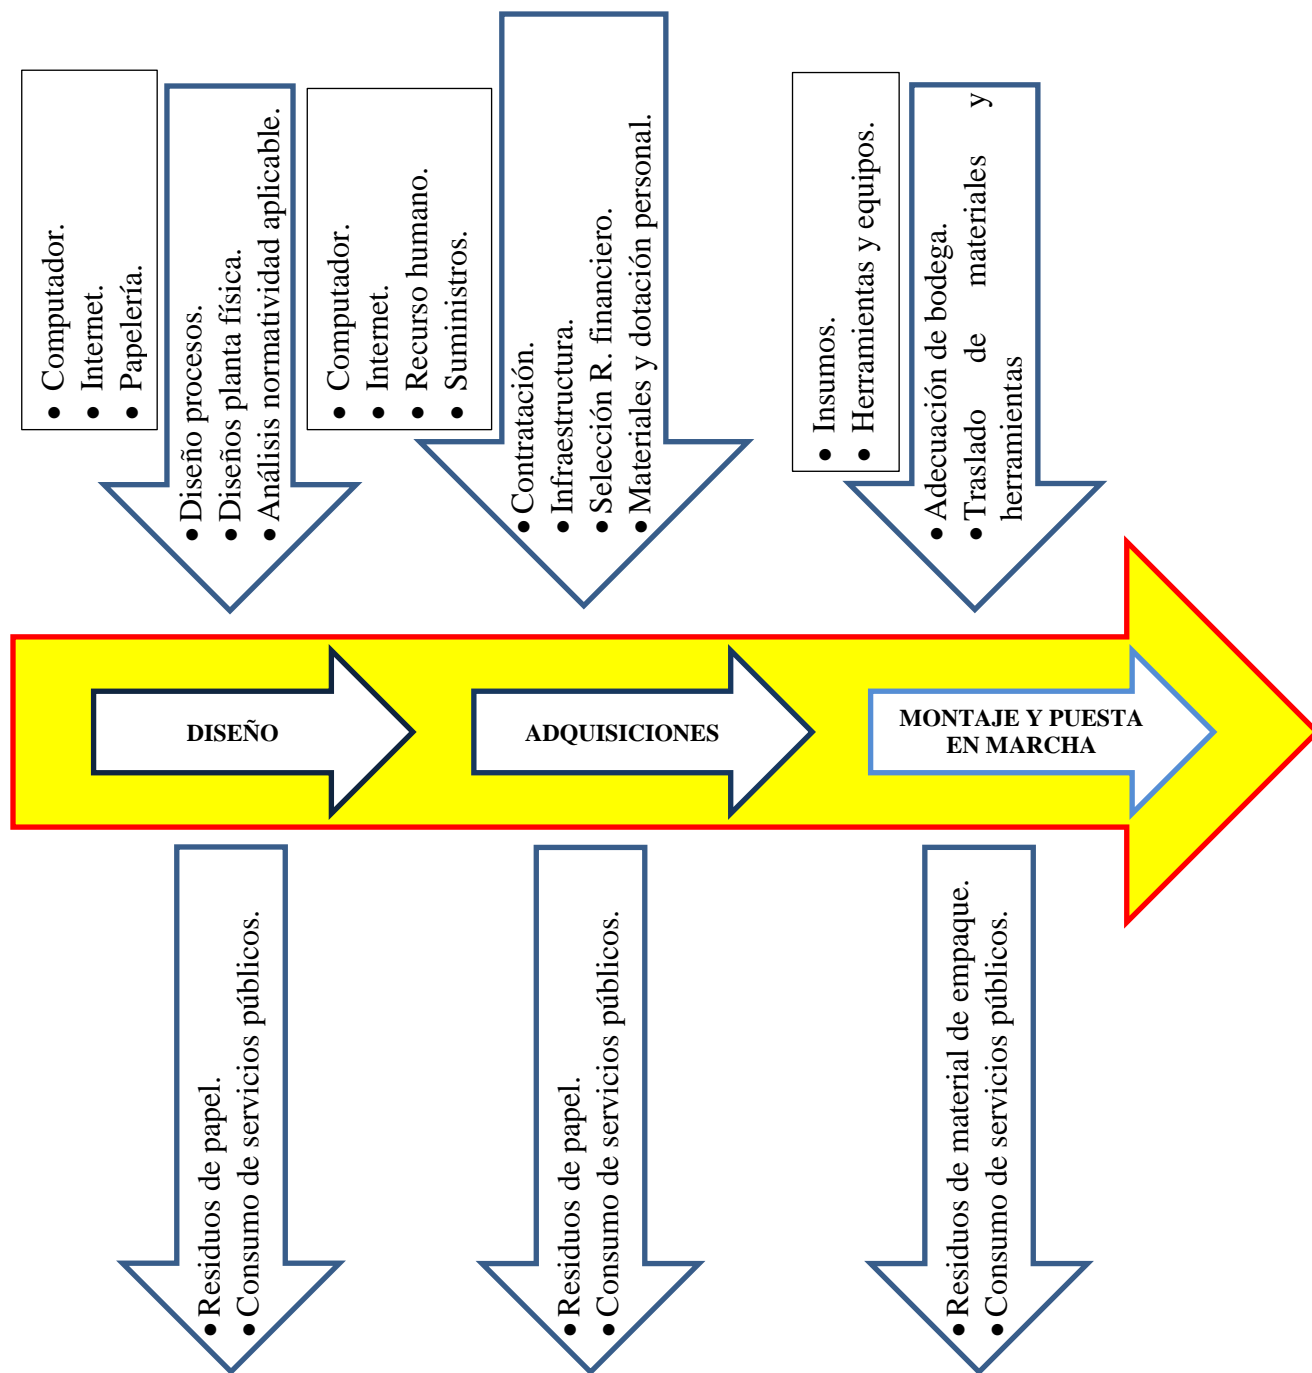 • Computador.
• Internet.
• Papelería.
• Diseño procesos.
• Diseños planta física.
• Análisis normatividad aplicable.
• Computador.
• Internet.
• Recurso humano.
• Suministros.
• Contratación.
• Infraestructura.
• Selección R. financiero.
• Materiales y dotación personal.
• Insumos.
• Herramientas y equipos.
• Adecuación de bodega.
• Traslado de materiales y
herramientas
DISEÑO
ADQUISICIONES
MONTAJE Y PUESTA
EN MARCHA
• Residuos de papel.
• Consumo de servicios públicos.
• Residuos de papel.
• Consumo de servicios públicos.
• Residuos de material de empaque.
• Consumo de servicios públicos.